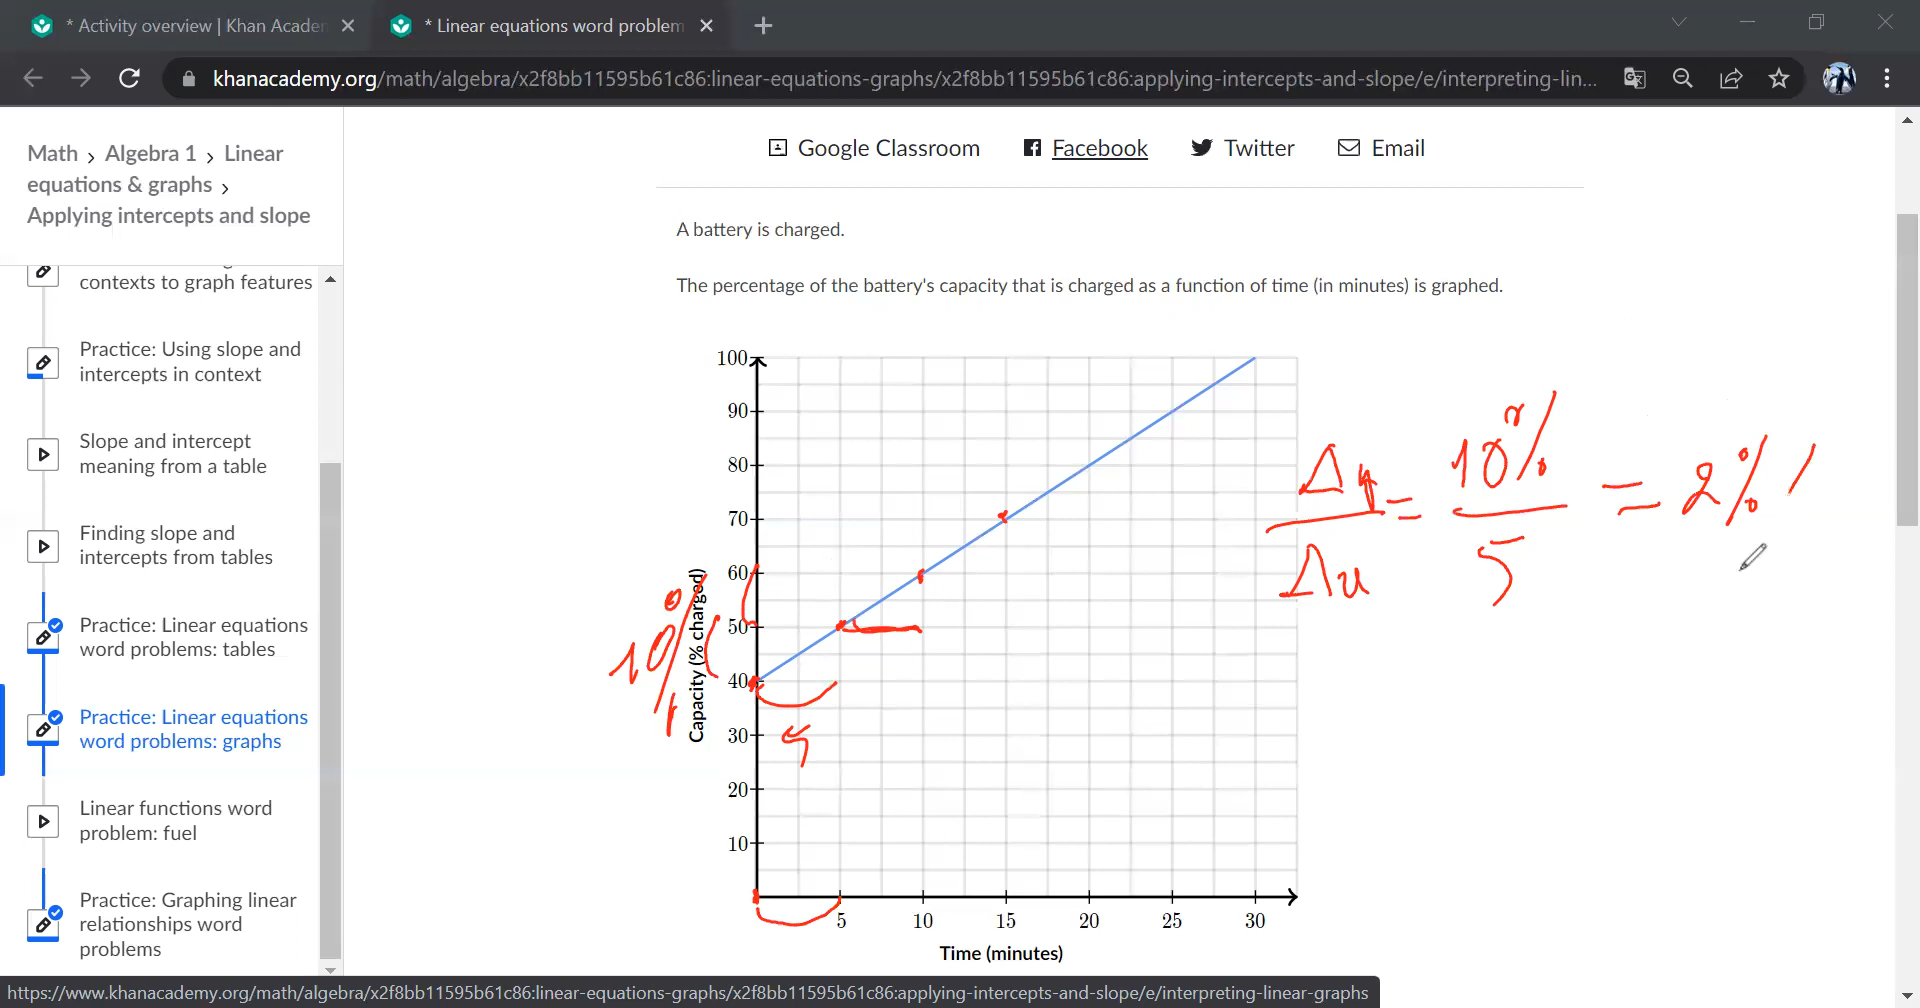 * Activity overview | Khan Acader
* Linear equations word problem
khanacademy.org/math/algebra/x2f8bb11595b61c86:linear-equations-graphs/x2f8bb11595b61c86:applying-intercepts-and-slope/e/interpreting-lin...
Math > Algebra 1 > Linear
equations & graphs >
Applying intercepts and slope
contexts to graph features
Practice: Using slope and
intercepts in context
Slope and intercept
meaning from a table
Finding slope and
intercepts from tables
Practice: Linear equations
word problems: tables
Practice: Linear equations
word problems: graphs
Linear functions word
problem: fuel
Practice: Graphing linear
relationships word
problems
Google Classroom
Facebook
Twitter
Email
A battery is charged.
The percentage of the battery's capacity that is charged as a function of time (in minutes) is graphed.
100
90
80
70
60
50
40
30
20
10
Capacity (% charged)
5
10
15
20
25
30
Time (minutes)
10%
5
= 10% / 5 = 2% /
https://www.khanacademy.org/math/algebra/x2f8bb11595b61c86:linear-equations-graphs/x2f8bb11595b61c86:applying-intercepts-and-slope/e/interpreting-linear-graphs